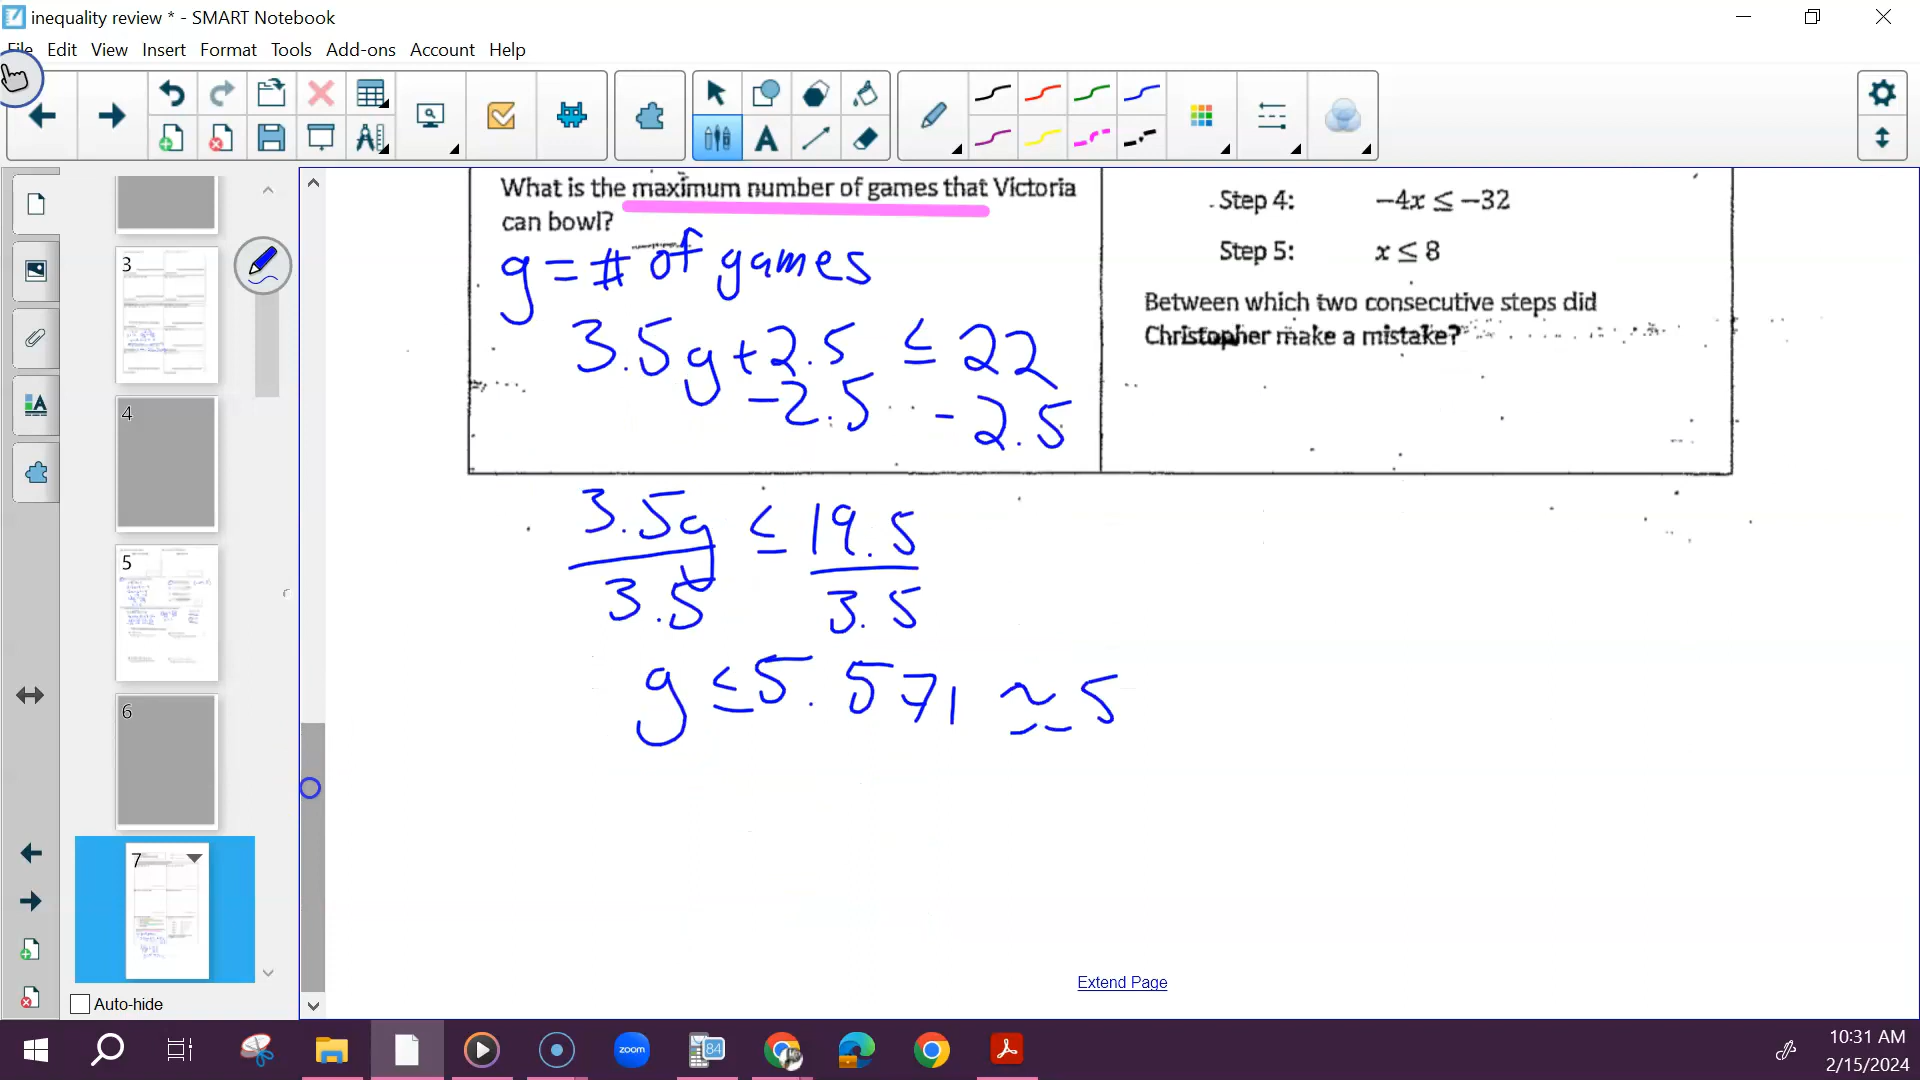 inequality review * - SMART Notebook
File Edit View Insert Format Tools Add-ons Account Help
3
4
5
6
7
Auto-hide
What is the maximum number of games that Victoria
can bowl?
g = # of games
3.5g + 2.5 ≤ 22
-2.5 - 2.5
3.5g ≤ 19.5
3.5 3.5
g ≤ 5.571 ≈ 5
Step 4: −4x ≤ −32
Step 5: x ≤ 8
Between which two consecutive steps did
Christopher make a mistake?
Extend Page
zoom
84
10:31 AM
2/15/2024